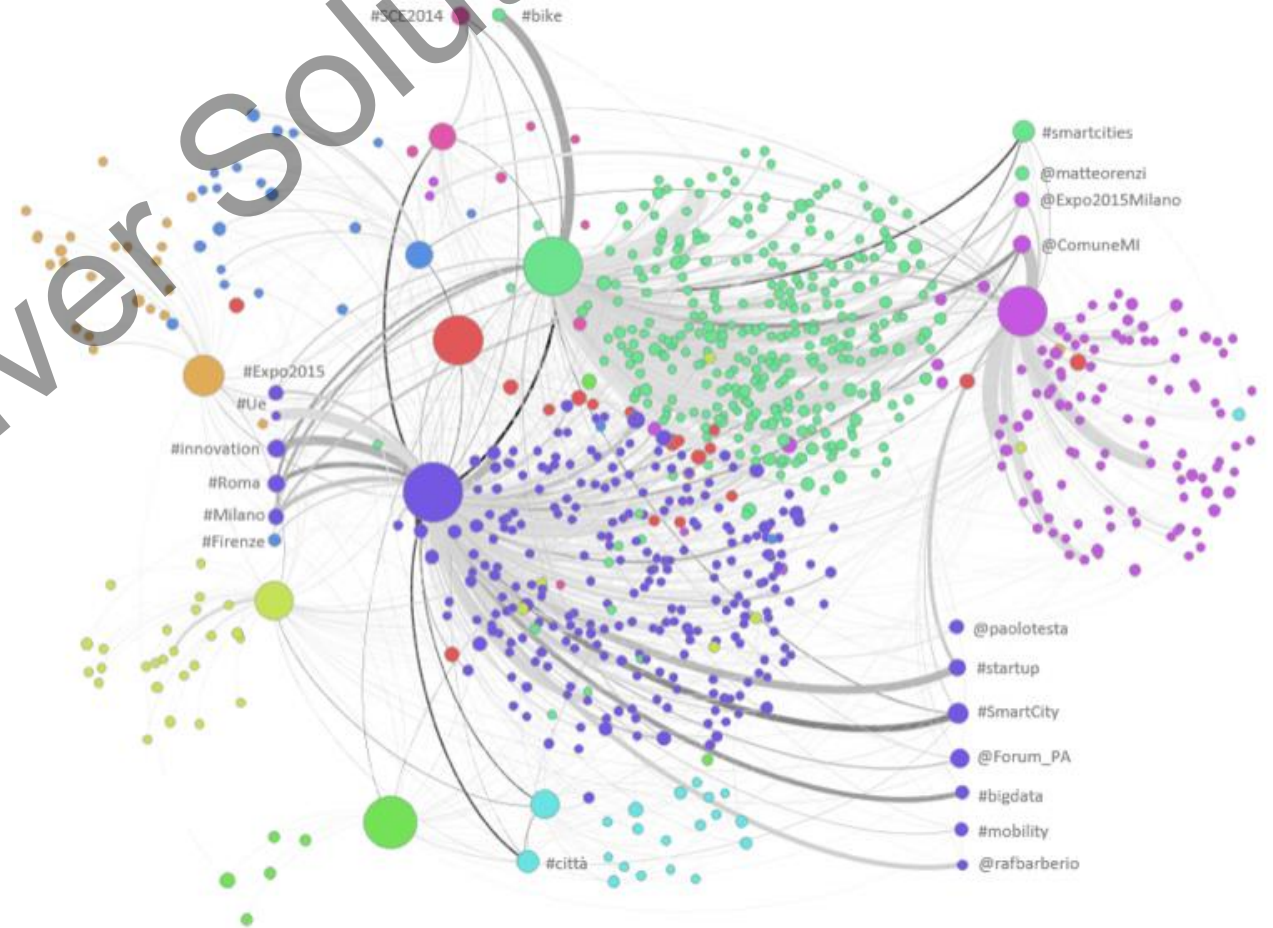 #SCE2014
#bike
#smartcities
@matteorenzi
@Expo2015Milano
@ComuneMI
#Expo2015
#Ue
#innovation
#Roma
#Milano
#Firenze
@paolotesta
#startup
#SmartCity
@Forum_PA
#bigdata
#mobility
@rafbarberio
#città